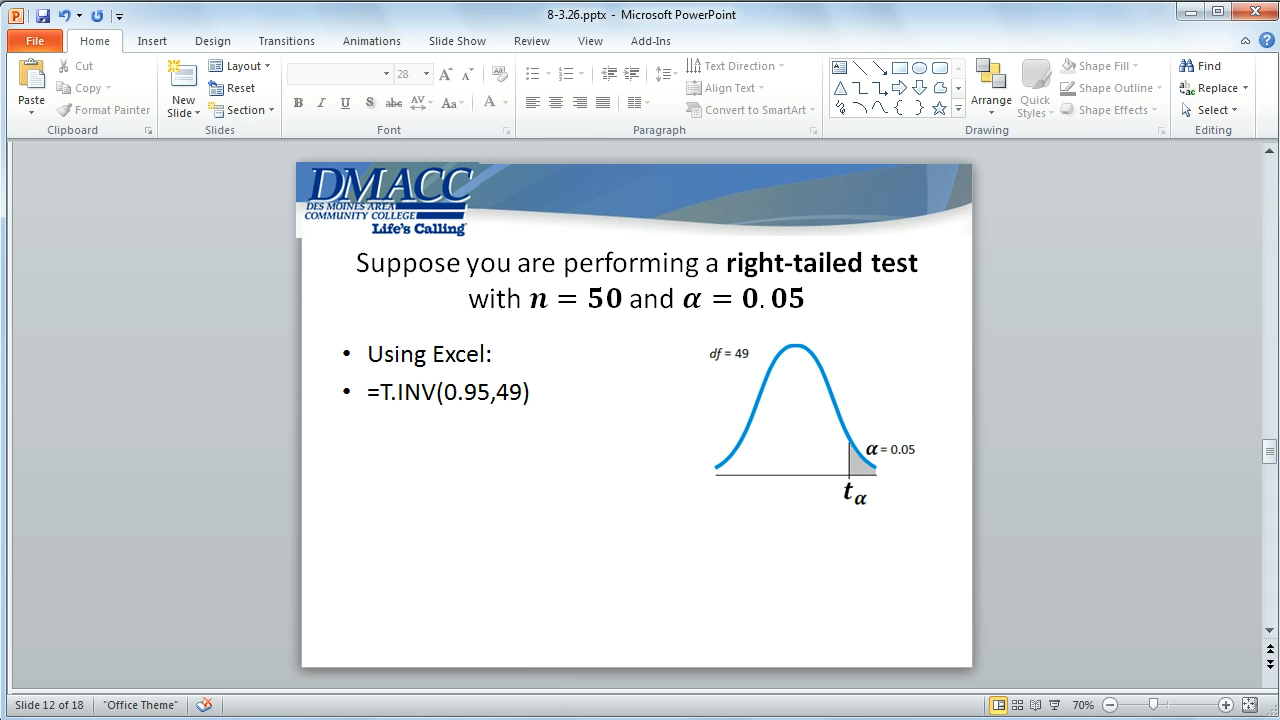 8-3.26.pptx - Microsoft PowerPoint
File Home Insert Design Transitions Animations Slide Show Review View Add-Ins
Paste
Cut
Copy
Format Painter
Clipboard
New
Slide
Layout
Reset
Section
Slides
28
B I U S abc AV Aa A
Font
Text Direction
Align Text
Convert to SmartArt
Paragraph
Arrange
Quick
Styles
Shape Fill
Shape Outline
Shape Effects
Drawing
Find
Replace
Select
Editing
DMACC
DES MOINES AREA
COMMUNITY COLLEGE
Life's Calling
Suppose you are performing a right-tailed test
with n = 50 and α = 0.05
• Using Excel:
• =T.INV(0.95,49)
df = 49
α = 0.05
tα
Slide 12 of 18 "Office Theme" 70%